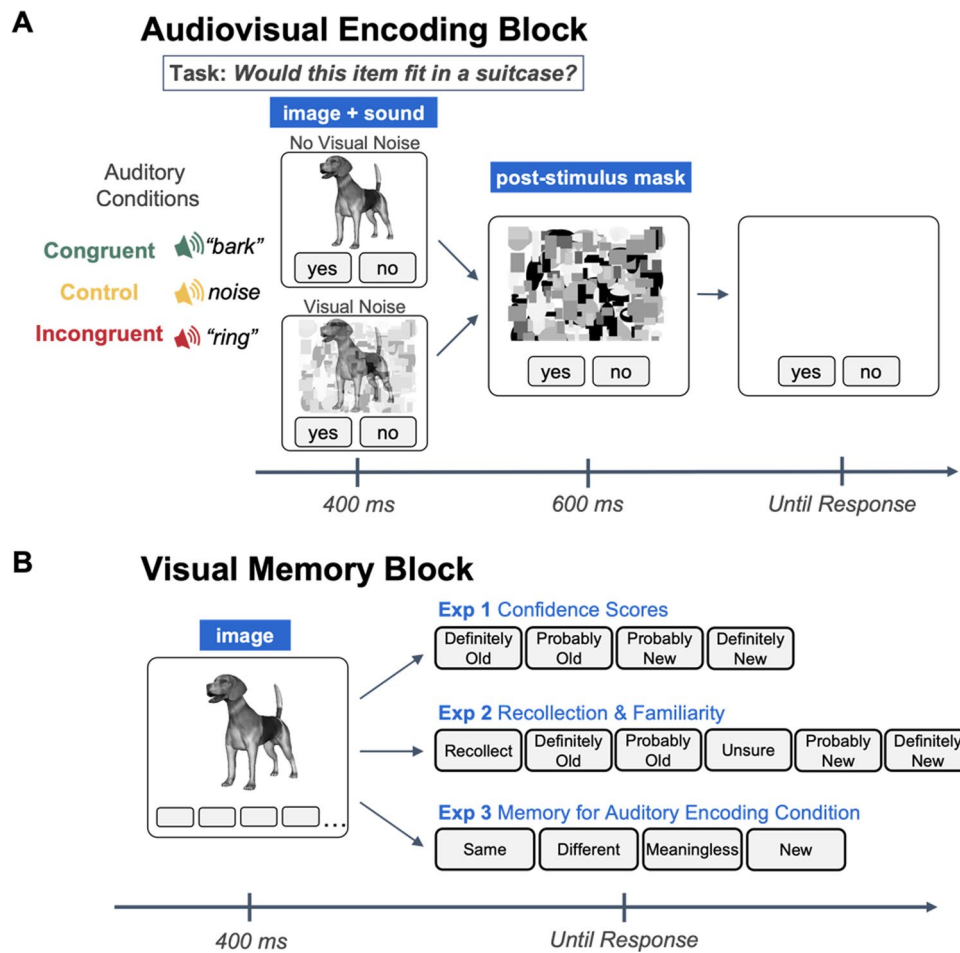 A
Audiovisual Encoding Block
Task: Would this item fit in a suitcase?
image + sound
No Visual Noise
Auditory
Conditions
Congruent "bark"
Control noise
Incongruent "ring"
yes no
Visual Noise
yes no
post-stimulus mask
yes no
yes no
400 ms 600 ms Until Response
B
Visual Memory Block
image
...
Exp 1 Confidence Scores
Definitely Old Probably Old Probably New Definitely New
Exp 2 Recollection & Familiarity
Recollect Definitely Old Probably Old Unsure Probably New Definitely New
Exp 3 Memory for Auditory Encoding Condition
Same Different Meaningless New
400 ms Until Response